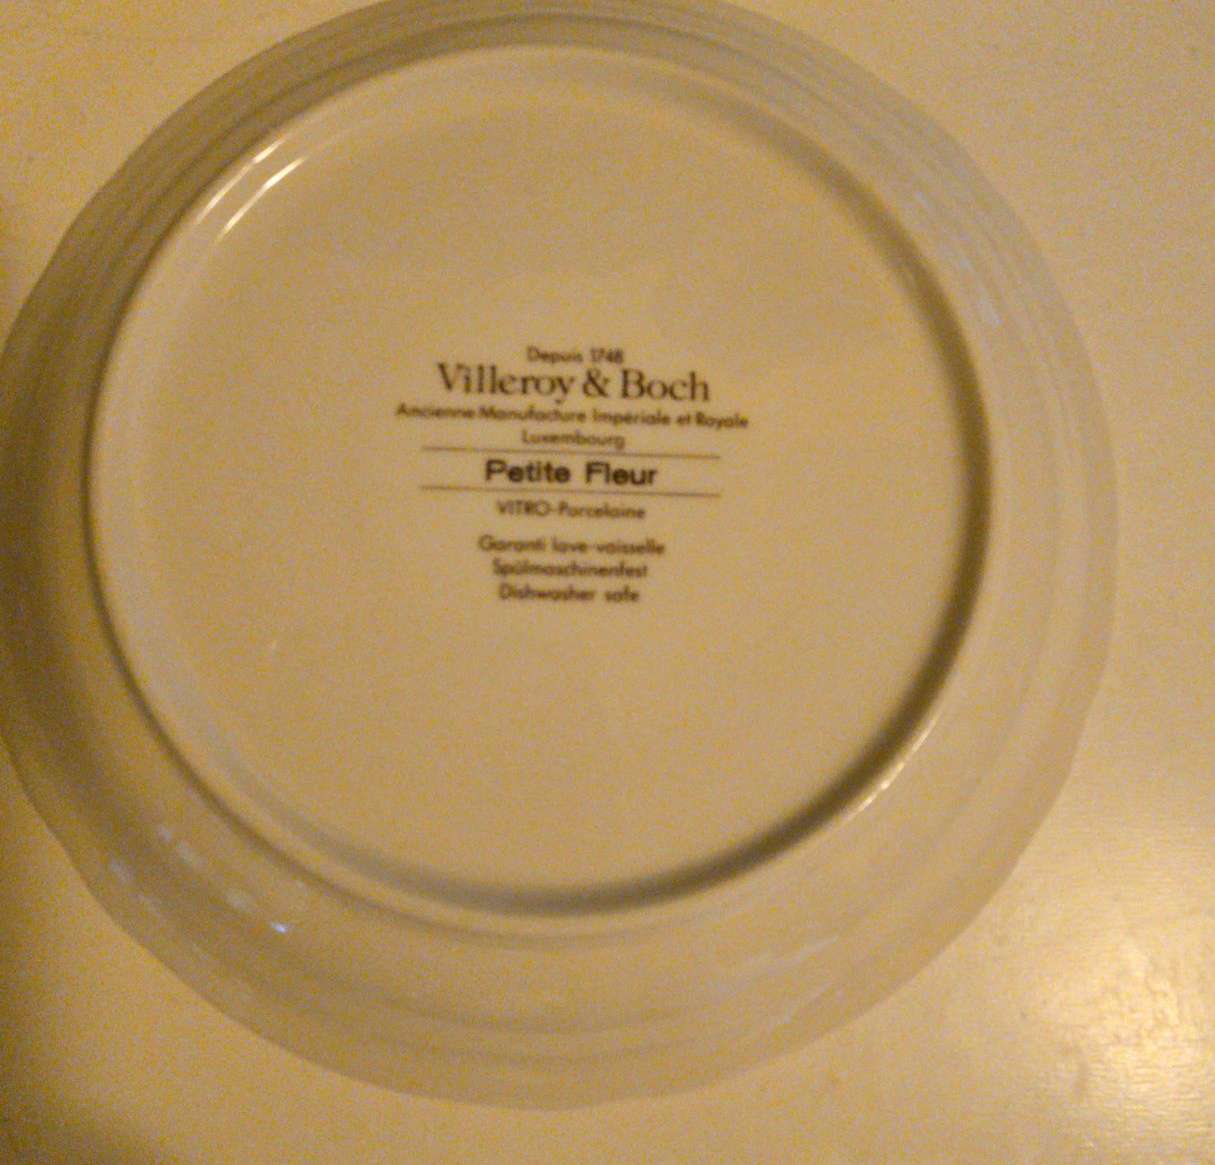 Depuis 1748
Villeroy & Boch
Ancienne Manufacture Impériale et Royale
Luxembourg
Petite Fleur
VITRO-Porcelaine
Garanti lave-vaisselle
Spülmaschinenfest
Dishwasher safe